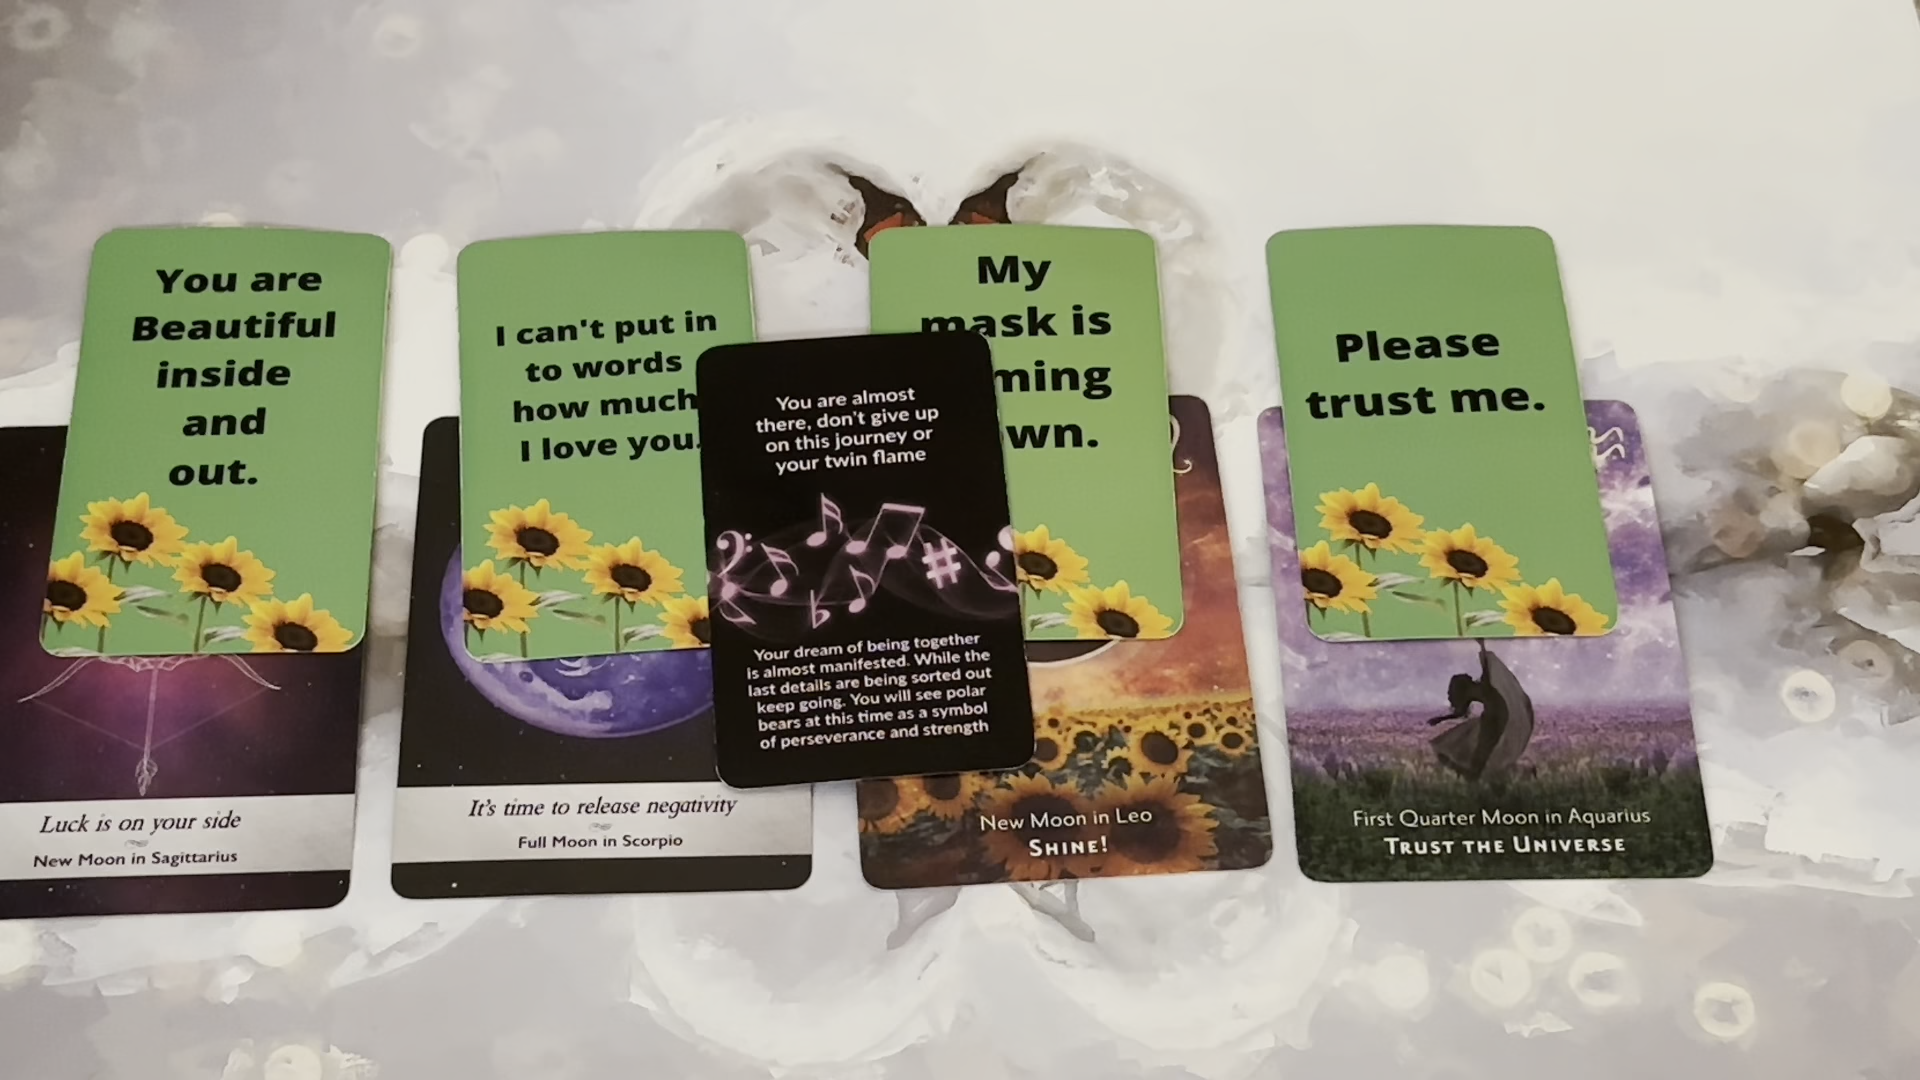 You are
Beautiful
inside
and
out.
I can't put in
to words
how much
I love you.
My
mask is
ming
wn.
Please
trust me.
You are almost
there, don't give up
on this journey or
your twin flame
Your dream of being together
is almost manifested. While the
last details are being sorted out
keep going. You will see polar
bears at this time as a symbol
of perseverance and strength
Luck is on your side
New Moon in Sagittarius
It's time to release negativity
Full Moon in Scorpio
New Moon in Leo
SHINE!
First Quarter Moon in Aquarius
TRUST THE UNIVERSE